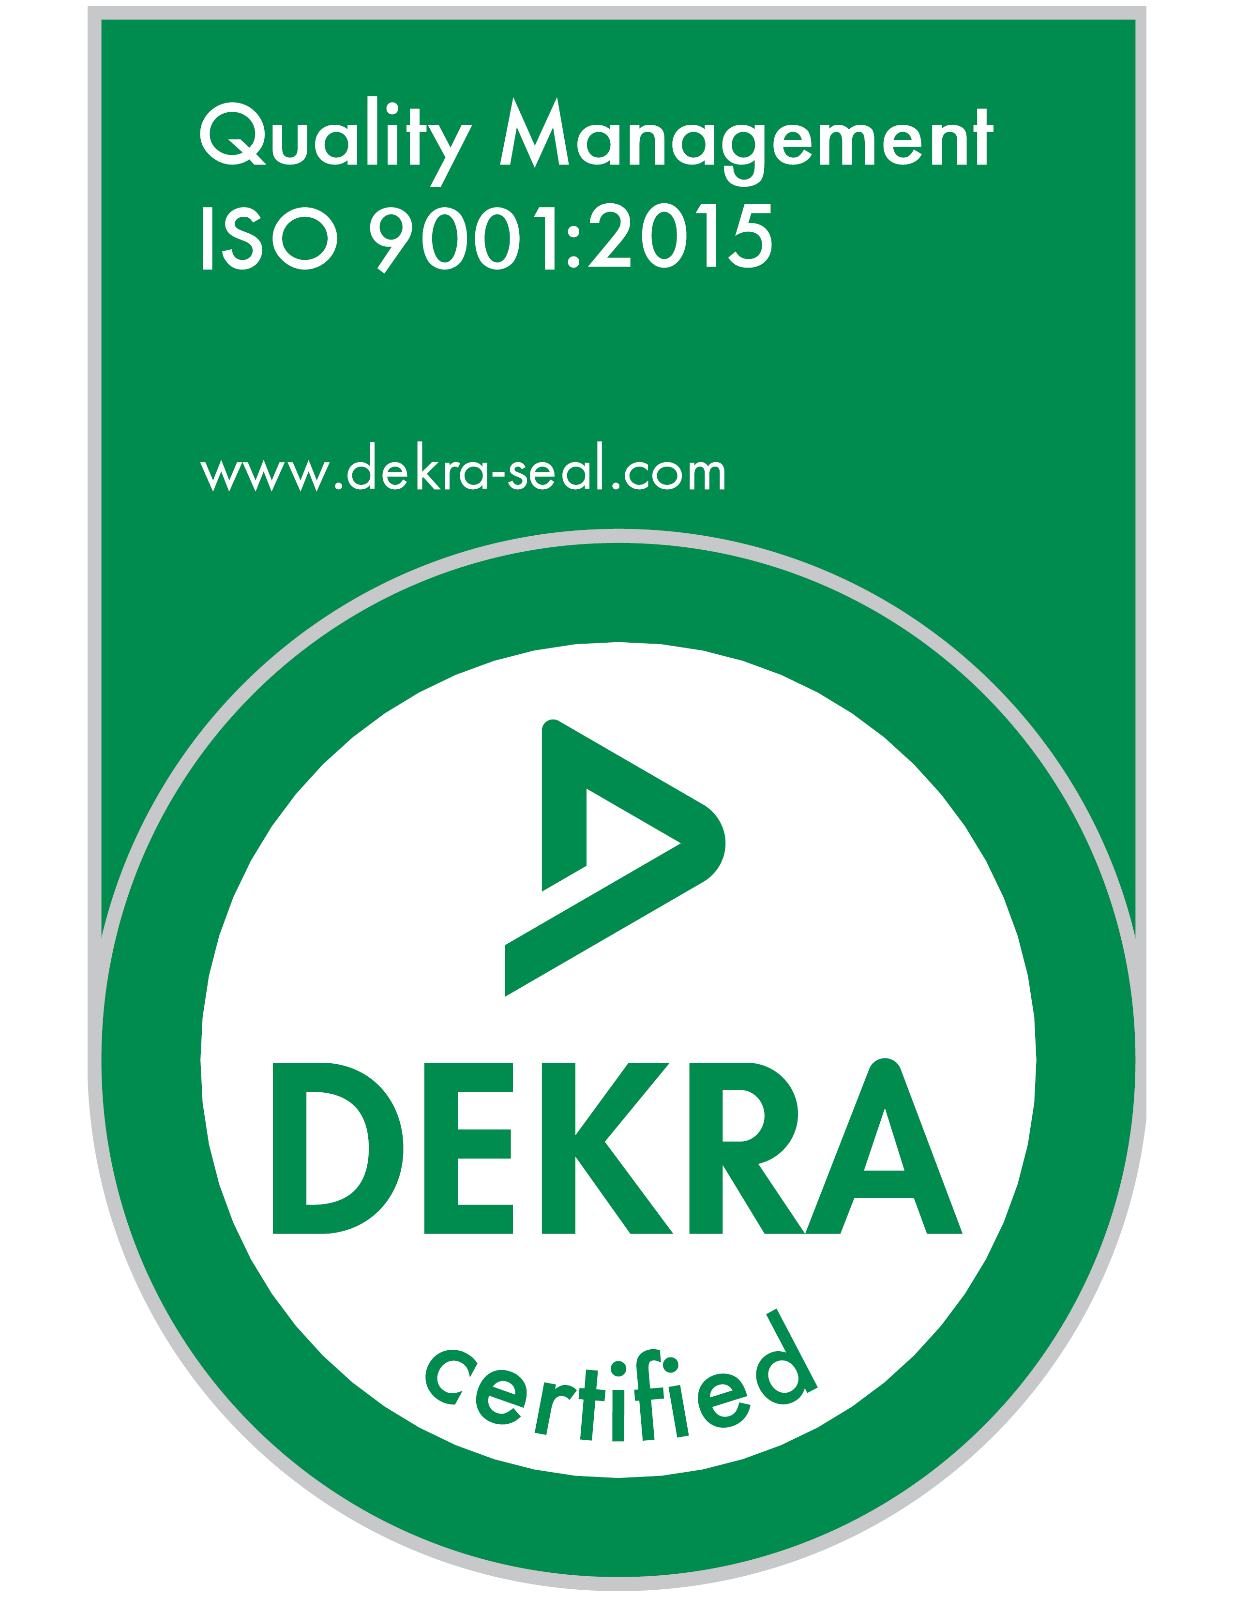 Quality Management
ISO 9001:2015
www.dekra-seal.com
DEKRA
certified